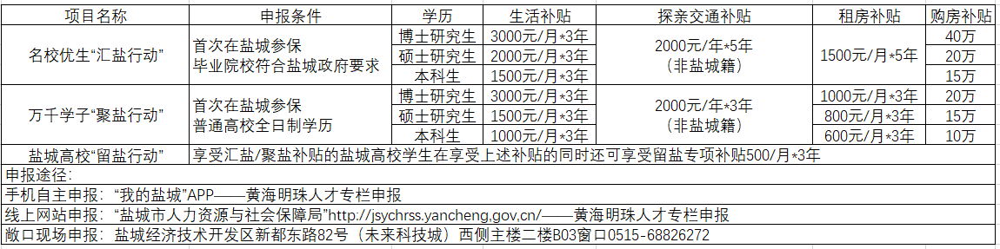 项目名称 申报条件 学历 生活补贴 探亲交通补贴 租房补贴 购房补贴
名校优生“汇盐行动” 首次在盐城参保
毕业院校符合盐城政府要求
博士研究生 3000元/月*3年
硕士研究生 2000元/月*3年
本科生 1500元/月*3年
2000元/年*5年
（非盐城籍）
1500元/月*5年
40万
20万
15万
万千学子“聚盐行动” 首次在盐城参保
普通高校全日制学历
博士研究生 3000元/月*3年
硕士研究生 1500元/月*3年
本科生 1000元/月*3年
2000元/年*3年
（非盐城籍）
1000元/月*3年 20万
800元/月*3年 15万
600元/月*3年 10万
盐城高校“留盐行动” 享受汇盐/聚盐补贴的盐城高校学生在享受上述补贴的同时还可享受留盐专项补贴500/月*3年
申报途径：
手机自主申报：“我的盐城”APP——黄海明珠人才专栏申报
线上网站申报：“盐城市人力资源与社会保障局”http://jsychrss.yancheng,gov,cn/——黄海明珠人才专栏申报
敞口现场申报：盐城经济技术开发区新都东路82号（未来科技城）西侧主楼二楼B03窗口0515-68826272